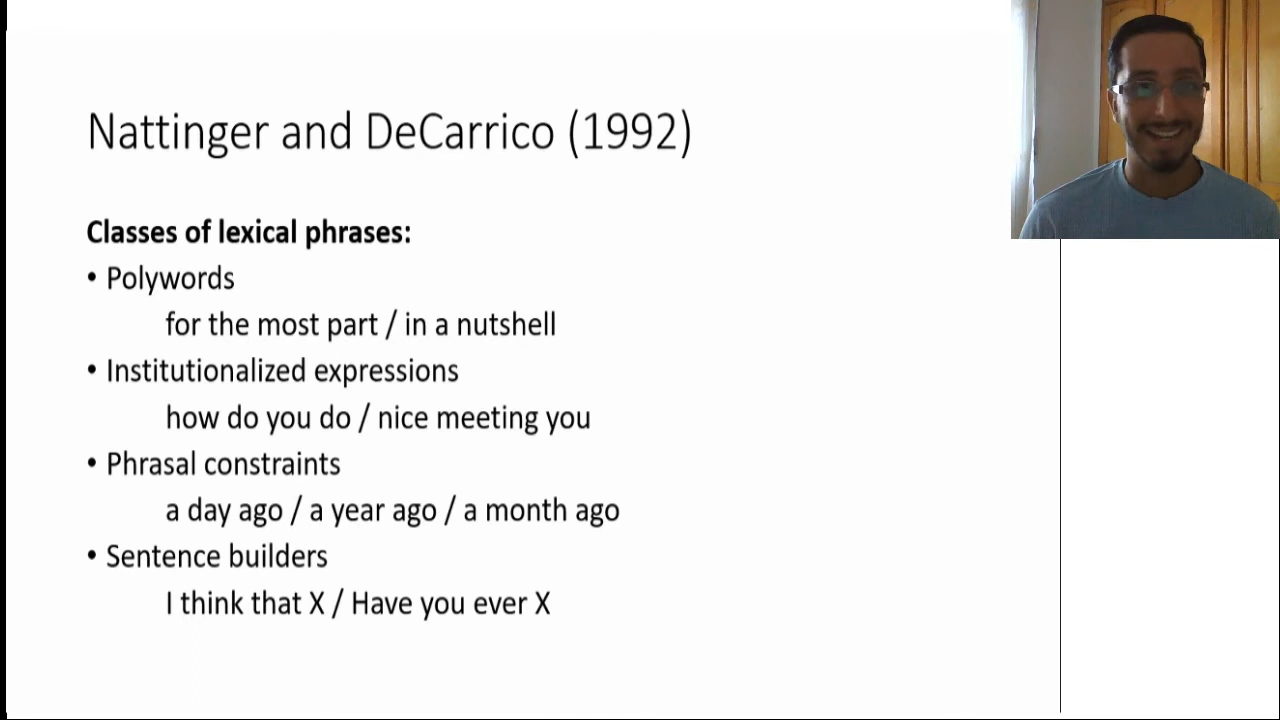 Nattinger and DeCarrico (1992)
Classes of lexical phrases:
• Polywords
for the most part / in a nutshell
• Institutionalized expressions
how do you do / nice meeting you
• Phrasal constraints
a day ago / a year ago / a month ago
• Sentence builders
I think that X / Have you ever X